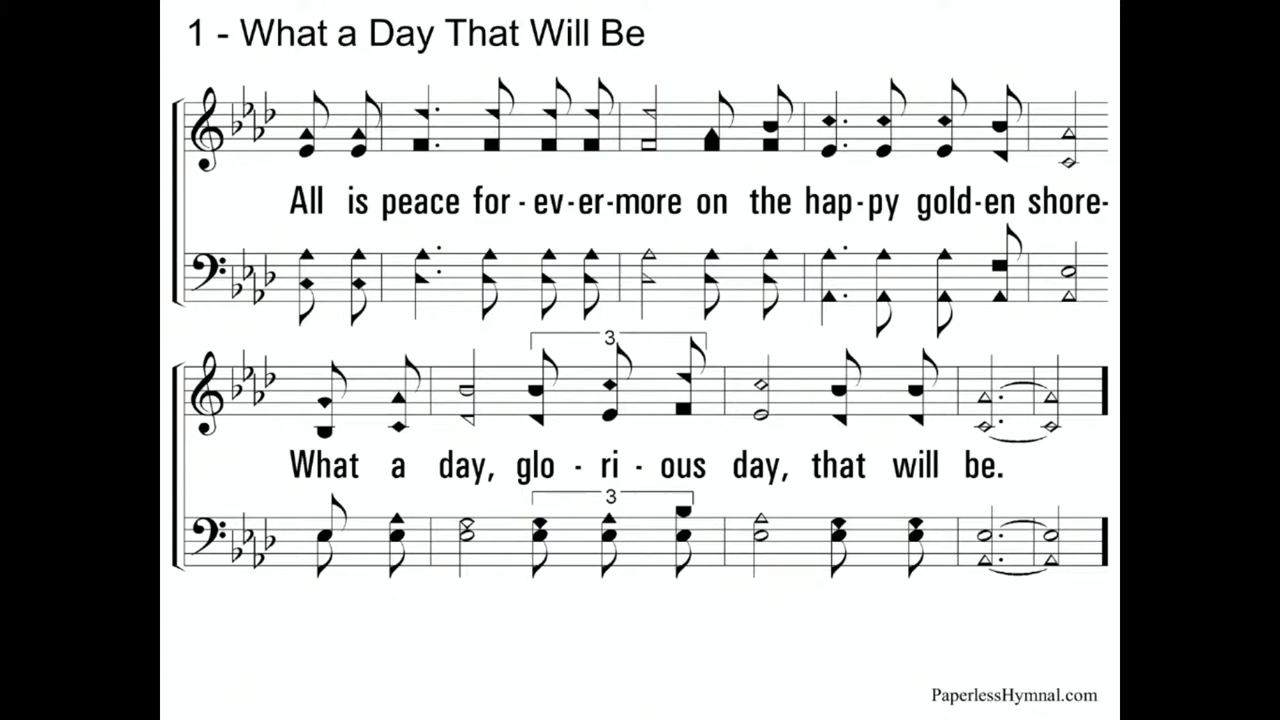 1 - What a Day That Will Be
All is peace for - ev - er - more on the hap - py gold - en shore-
3
What a day, glo - ri - ous day, that will be.
3
PaperlessHymnal.com